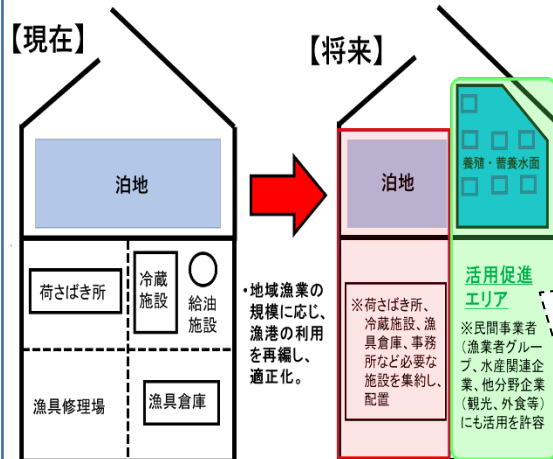 【現在】
【将来】
泊地
荷さばき所
冷蔵
施設
給油
施設
漁具修理場
漁具倉庫
・地域漁業の
規模に応じ、
漁港の利用
を再編し、
適正化。
泊地
養殖・蓄養水面
※荷さばき所、
冷蔵施設、漁
具倉庫、事務
所など必要な
施設を集約し、
配置
活用促進
エリア
※民間事業者
(漁業者グルー
プ、水産関連企
業、他分野企業
(観光、外食等)
にも活用を許容